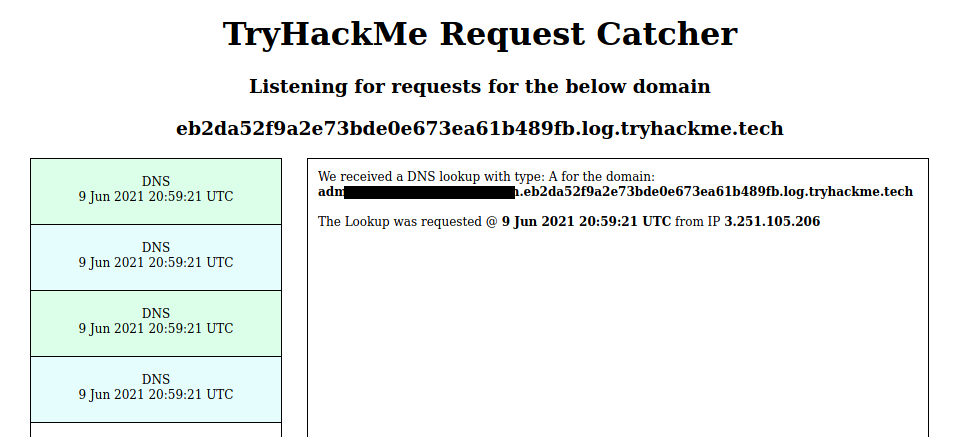 TryHackMe Request Catcher
Listening for requests for the below domain
eb2da52f9a2e73bde0e673ea61b489fb.log.tryhackme.tech
DNS
9 Jun 2021 20:59:21 UTC
DNS
9 Jun 2021 20:59:21 UTC
DNS
9 Jun 2021 20:59:21 UTC
DNS
9 Jun 2021 20:59:21 UTC
We received a DNS lookup with type: A for the domain:
.eb2da52f9a2e73bde0e673ea61b489fb.log.tryhackme.tech
The Lookup was requested @ 9 Jun 2021 20:59:21 UTC from IP 3.251.105.206